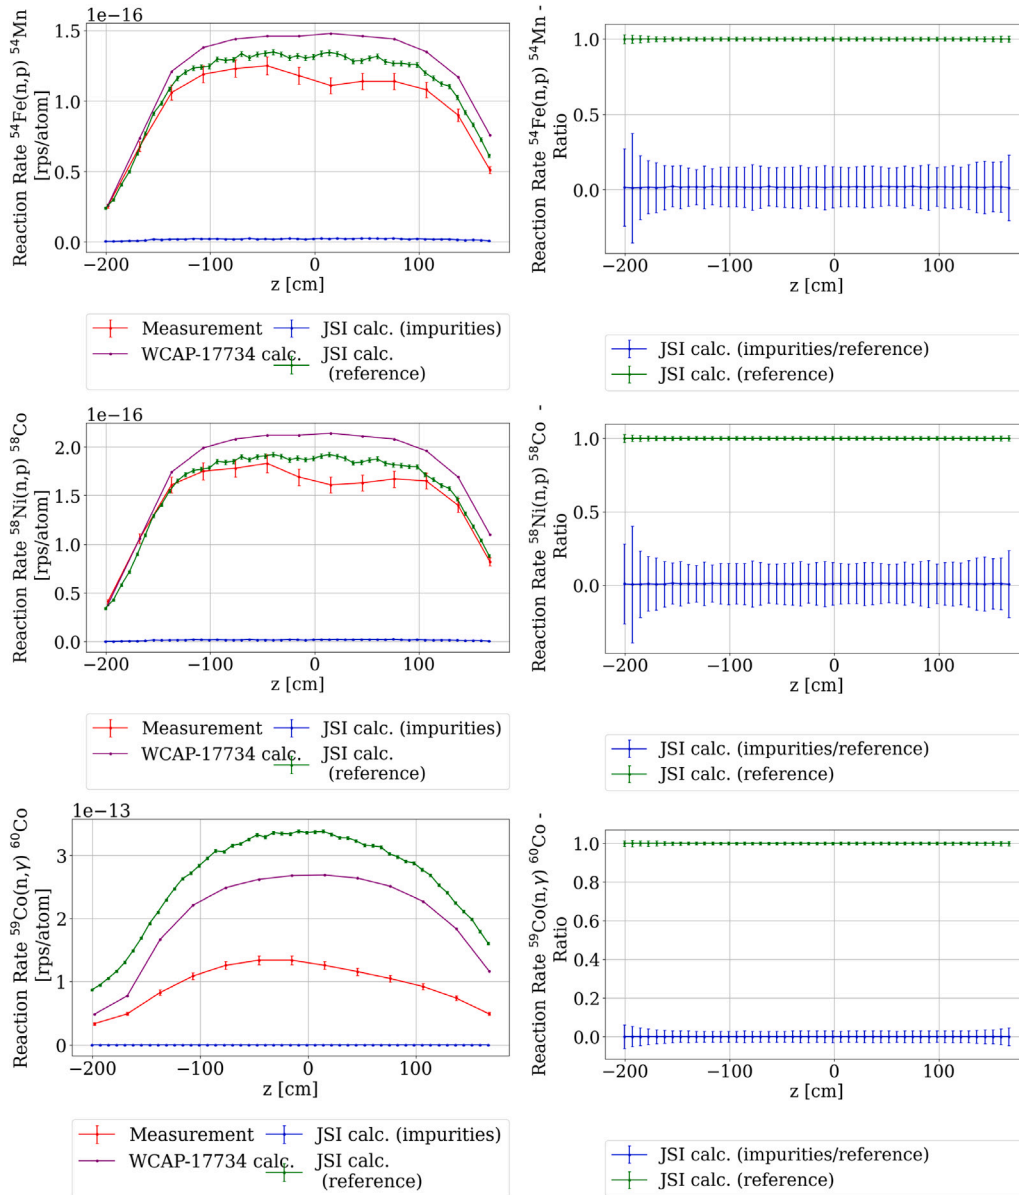 1e−16
Reaction Rate ⁵⁴Fe(n,p) ⁵⁴Mn
[rps/atom]
1.5
1.0
0.5
0.0
−200 −100 0 100
z [cm]
Measurement
WCAP-17734 calc.
JSI calc. (impurities)
JSI calc.
(reference)
Reaction Rate ⁵⁴Fe(n,p) ⁵⁴Mn -
Ratio
1.0
0.5
0.0
−200 −100 0 100
z [cm]
JSI calc. (impurities/reference)
JSI calc. (reference)
1e−16
Reaction Rate ⁵⁸Ni(n,p) ⁵⁸Co
[rps/atom]
2.0
1.5
1.0
0.5
0.0
−200 −100 0 100
z [cm]
Measurement
WCAP-17734 calc.
JSI calc. (impurities)
JSI calc.
(reference)
Reaction Rate ⁵⁸Ni(n,p) ⁵⁸Co -
Ratio
1.0
0.5
0.0
−200 −100 0 100
z [cm]
JSI calc. (impurities/reference)
JSI calc. (reference)
1e−13
Reaction Rate ⁵⁹Co(n,γ) ⁶⁰Co
[rps/atom]
3
2
1
0
−200 −100 0 100
z [cm]
Measurement
WCAP-17734 calc.
JSI calc. (impurities)
JSI calc.
(reference)
Reaction Rate ⁵⁹Co(n,γ) ⁶⁰Co -
Ratio
1.0
0.8
0.6
0.4
0.2
0.0
−200 −100 0 100
z [cm]
JSI calc. (impurities/reference)
JSI calc. (reference)